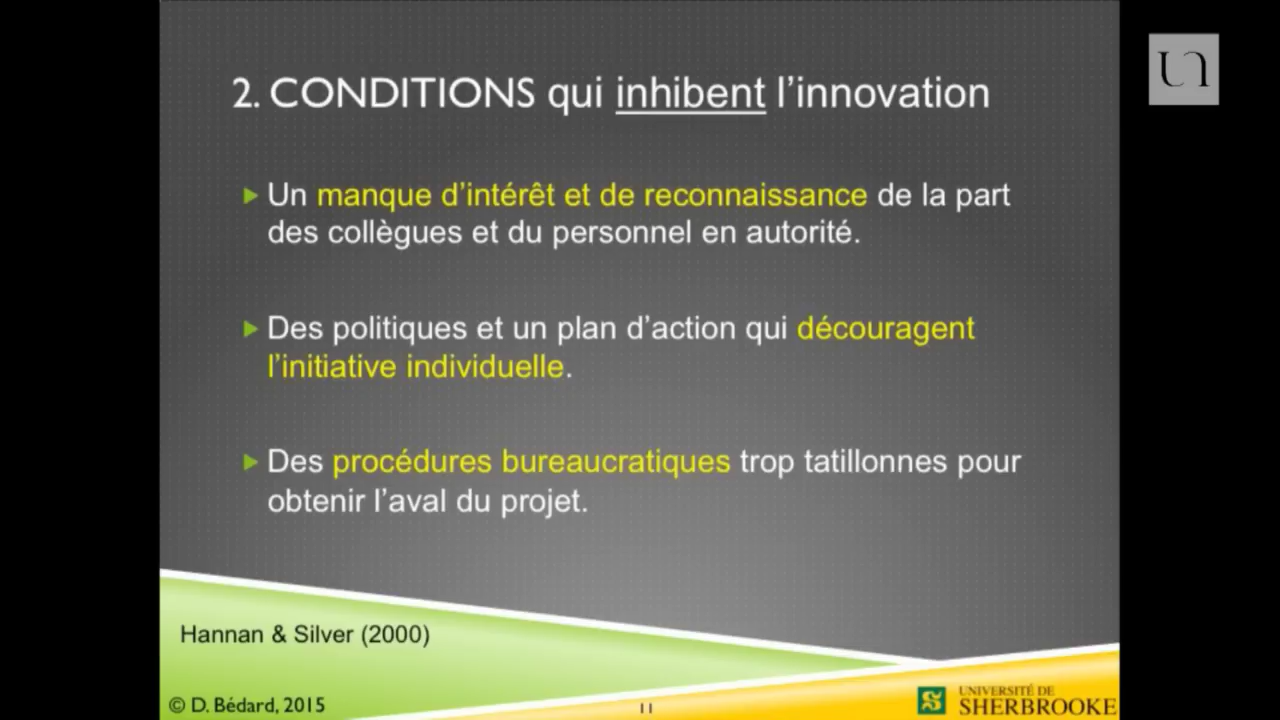 2. CONDITIONS qui inhibent l'innovation
Un manque d'intérêt et de reconnaissance de la part
des collègues et du personnel en autorité.
Des politiques et un plan d'action qui découragent
l'initiative individuelle.
Des procédures bureaucratiques trop tatillonnes pour
obtenir l'aval du projet.
Hannan & Silver (2000)
© D. Bédard, 2015
11
UNIVERSITÉ DE
SHERBROOKE